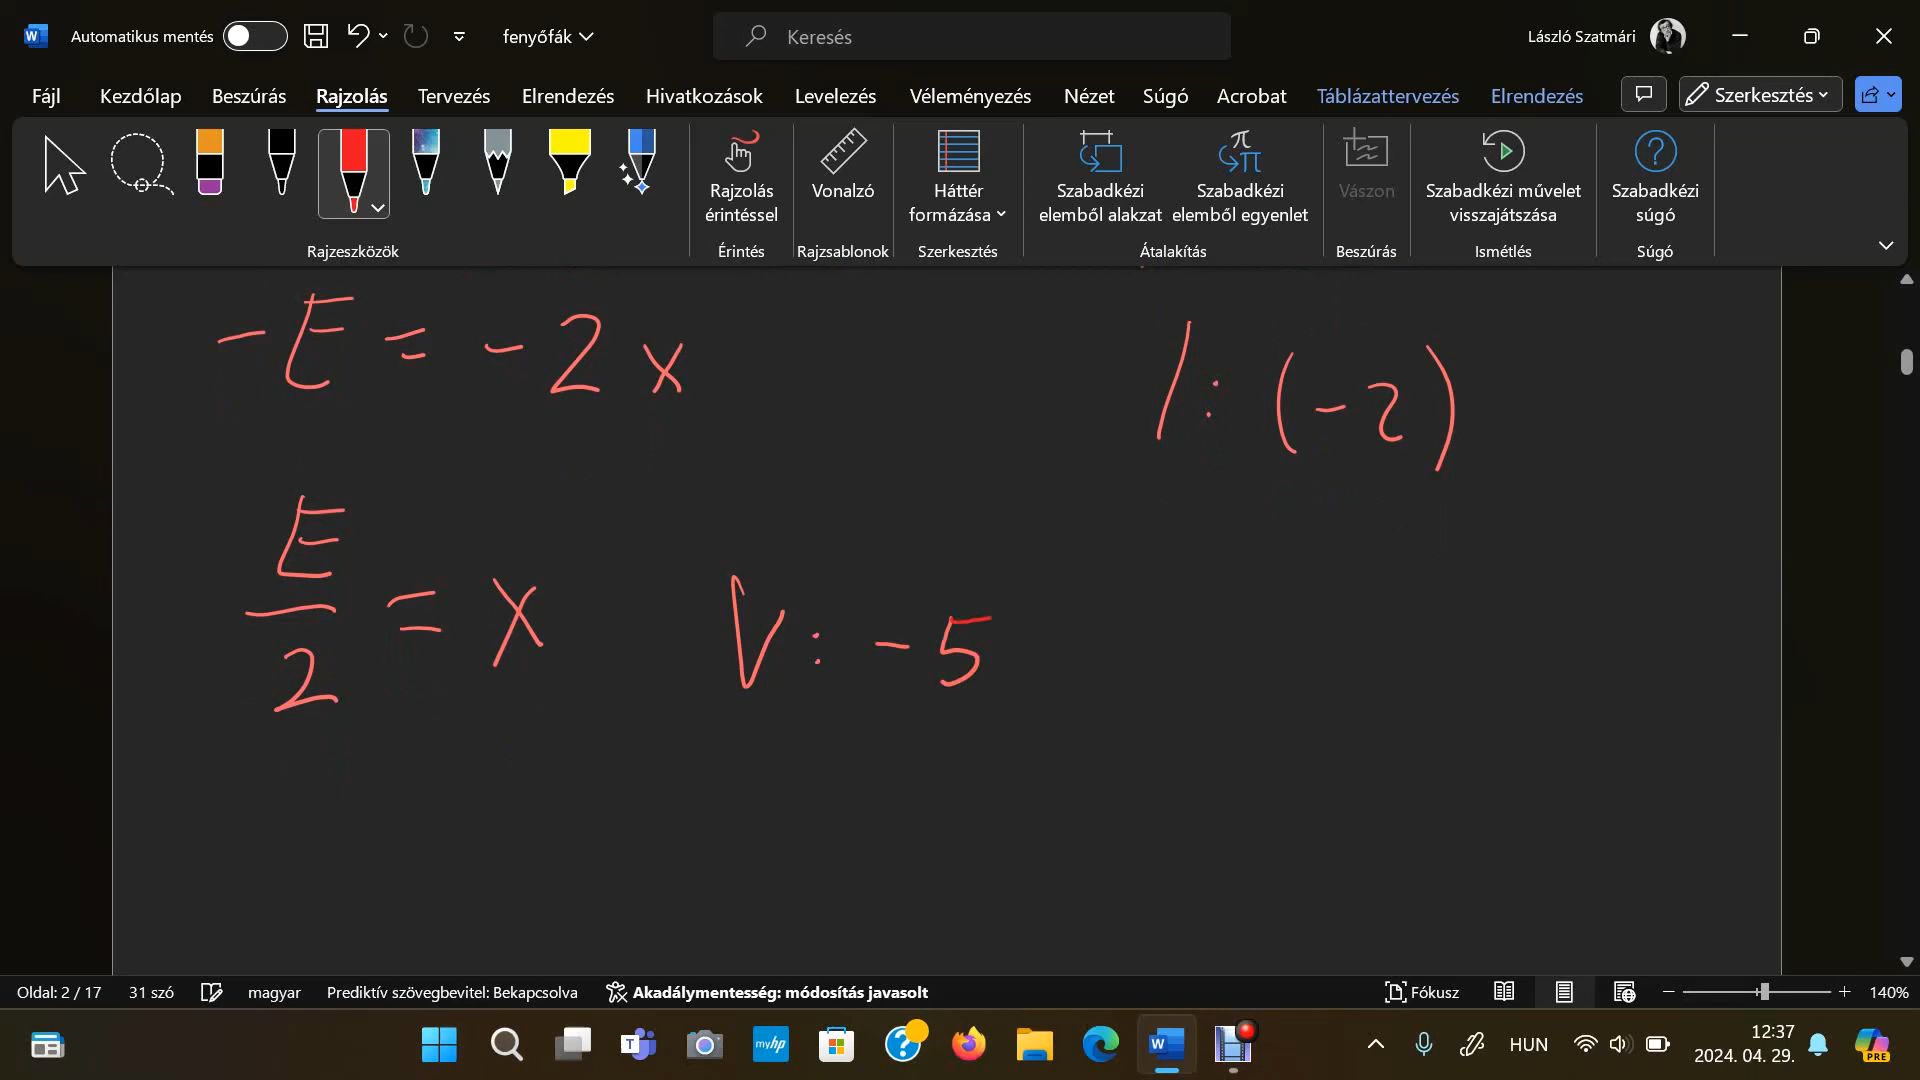 Automatikus mentés
fenyőfák
Keresés
László Szatmári
Fájl Kezdőlap Beszúrás Rajzolás Tervezés Elrendezés Hivatkozások Levelezés Véleményezés Nézet Súgó Acrobat Táblázattervezés Elrendezés Szerkesztés
Rajzolás érintéssel
Vonalzó
Háttér formázása
Szabadkézi elemből alakzat
Szabadkézi elemből egyenlet
Vászon
Szabadkézi művelet visszajátszása
Szabadkézi súgó
Rajzeszközök Érintés Rajzsablonok Szerkesztés Átalakítás Beszúrás Ismétlés Súgó
-E = -2x /: (-2)
E/2 = x V: -5
Oldal: 2 / 17 31 szó magyar Prediktív szövegbevitel: Bekapcsolva Akadálymentesség: módosítás javasolt Fókusz 140%
myhp
HUN
12:37
2024. 04. 29.
PRE